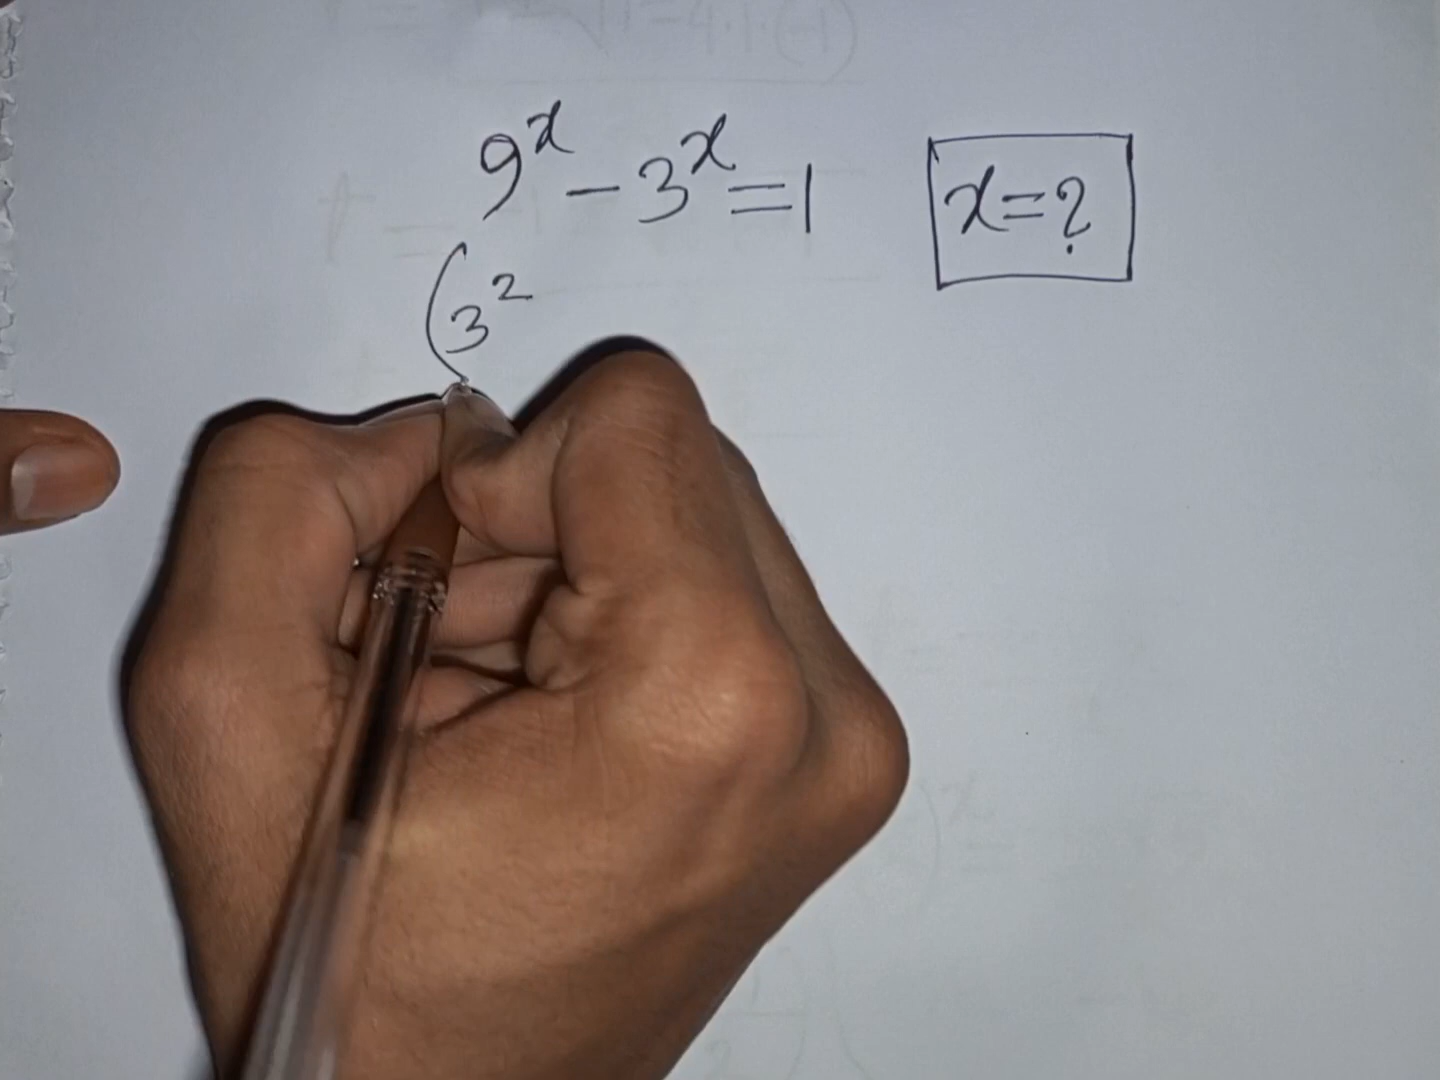 9^x - 3^x = 1
x = ?
(3^2